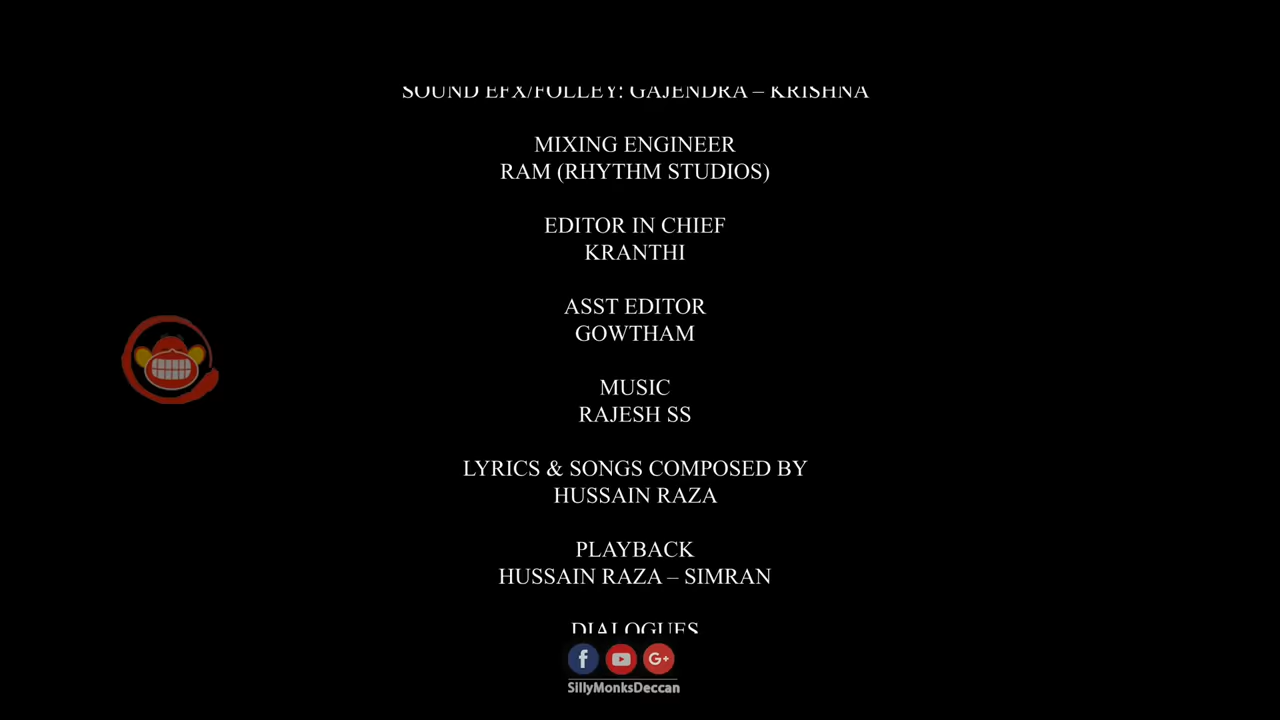 SOUND EFX/FOLLEY: GAJENDRA – KRISHNA
MIXING ENGINEER
RAM (RHYTHM STUDIOS)
EDITOR IN CHIEF
KRANTHI
ASST EDITOR
GOWTHAM
MUSIC
RAJESH SS
LYRICS & SONGS COMPOSED BY
HUSSAIN RAZA
PLAYBACK
HUSSAIN RAZA – SIMRAN
DIALOGUES
f G+
SillyMonksDeccan